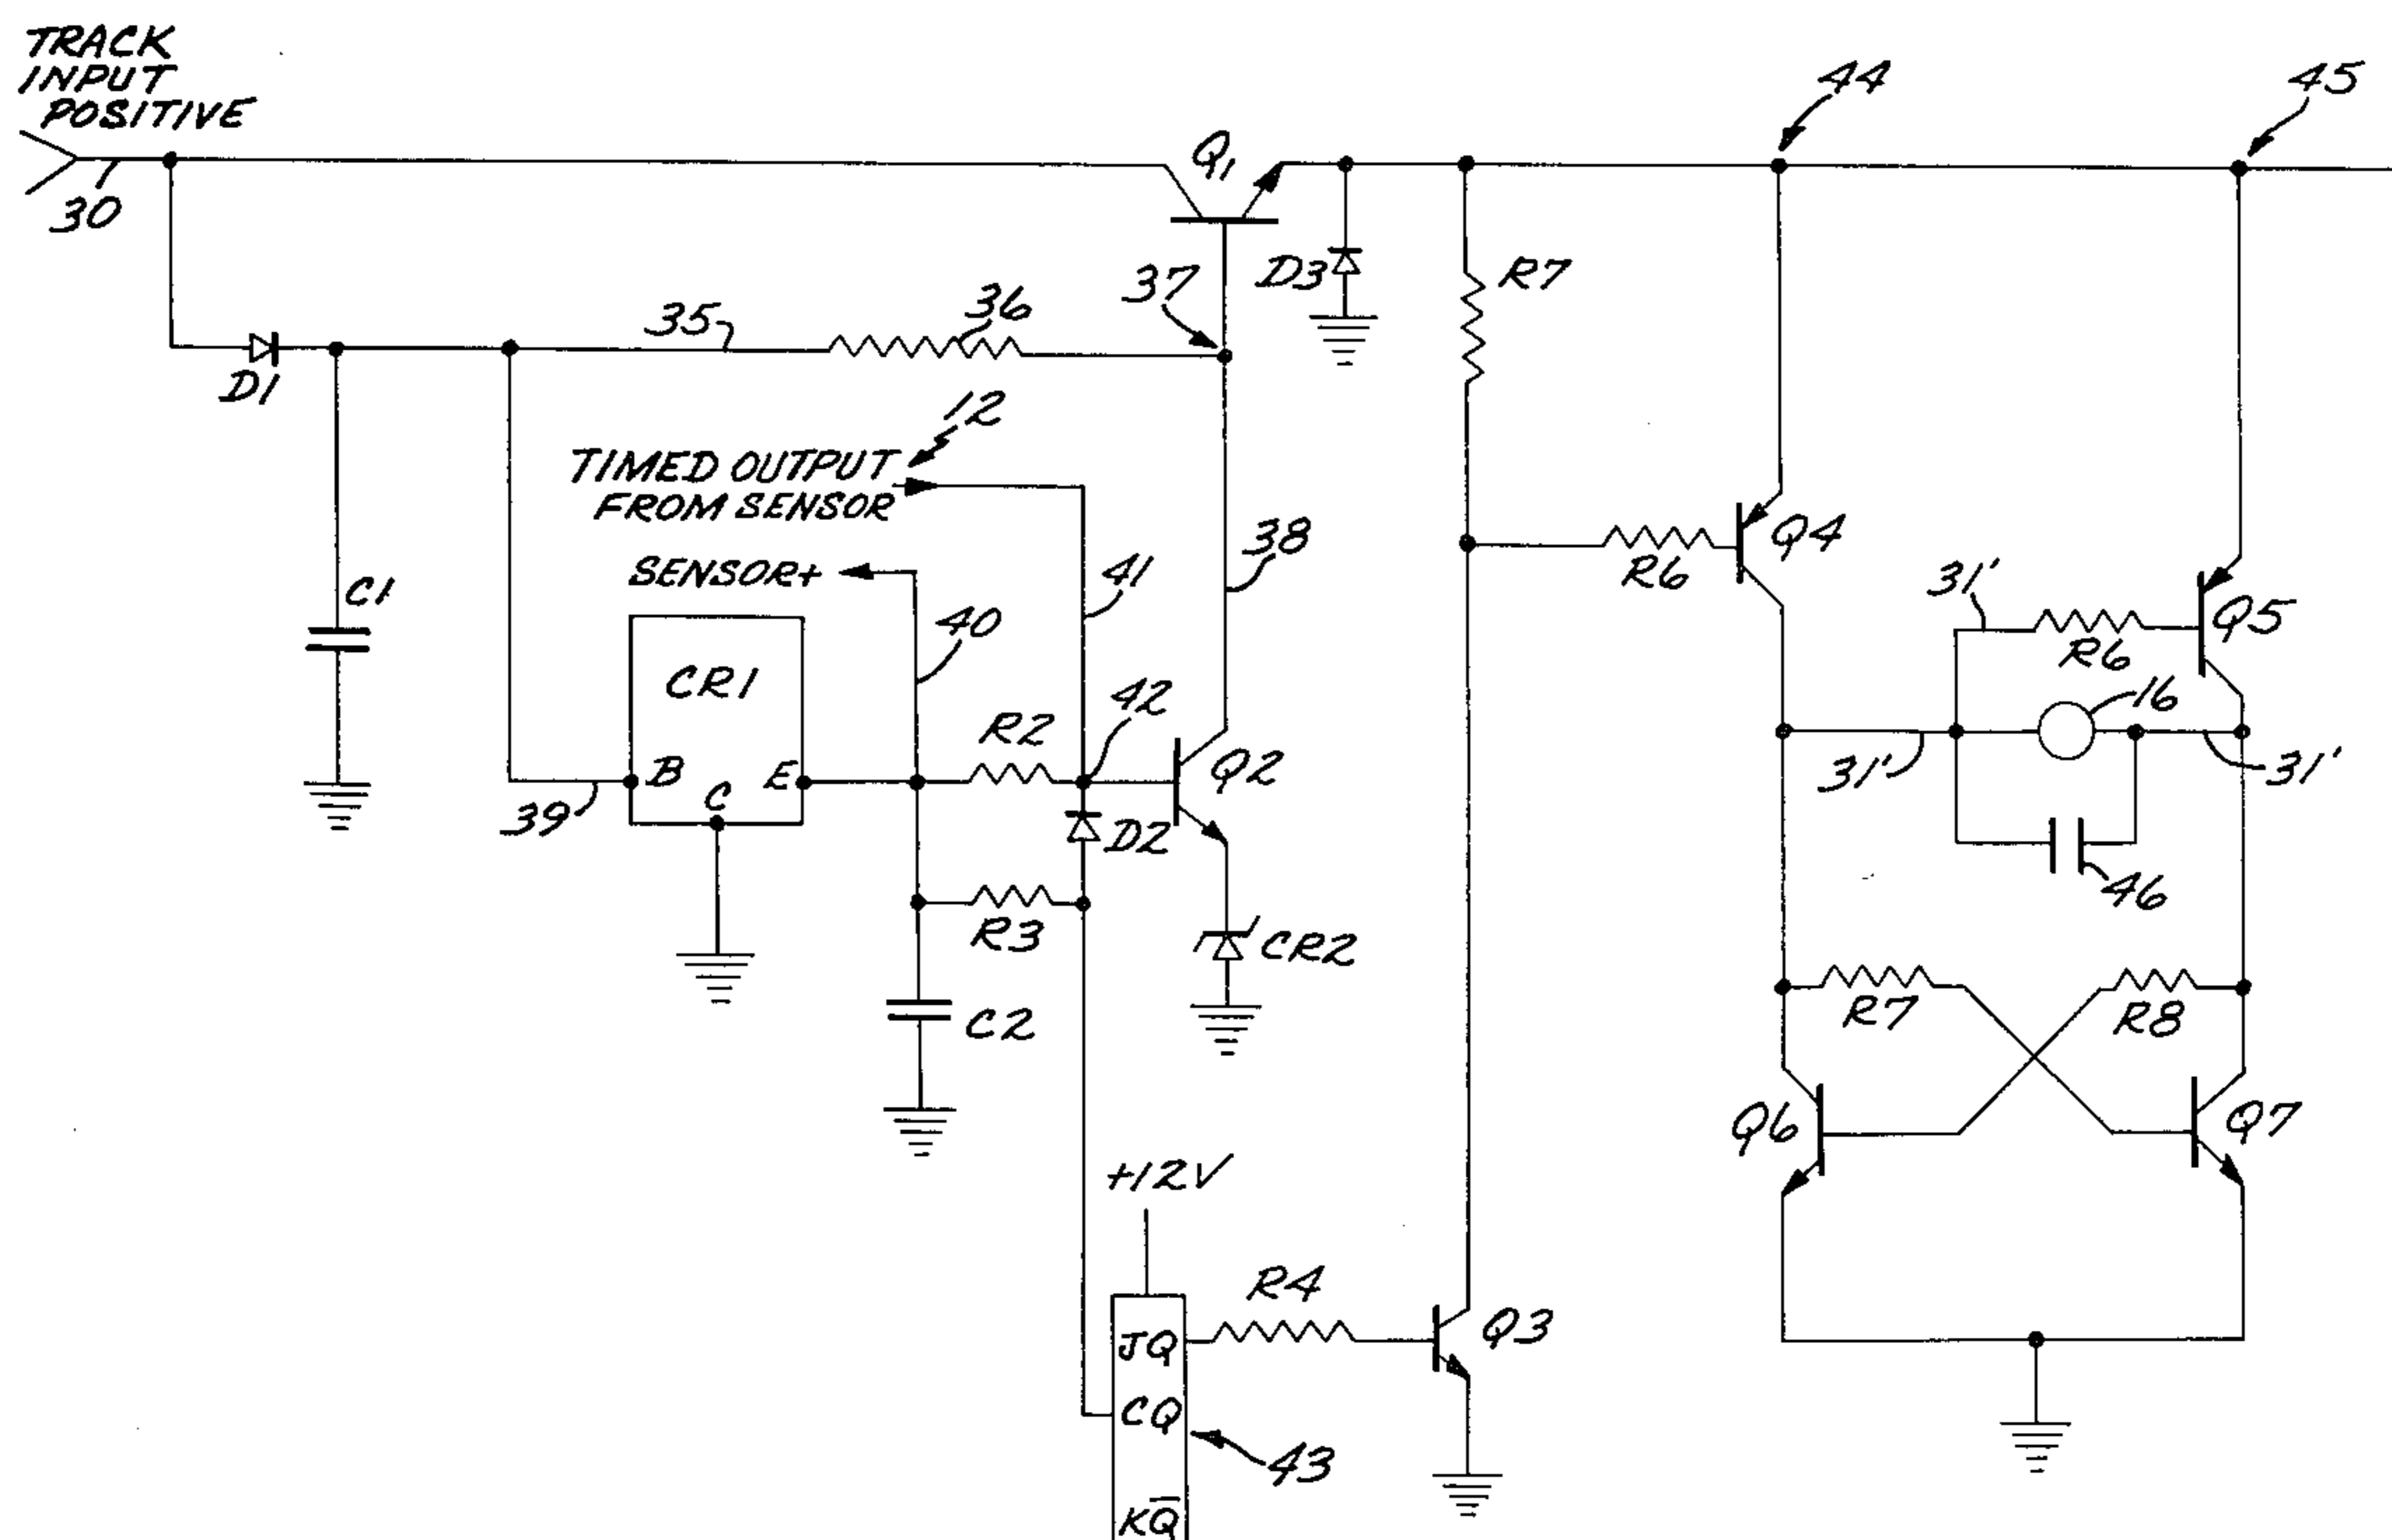 TRACK
INPUT
POSITIVE
44
45
Q1
30
37
D3
R7
35
36
D1
12
TIMED OUTPUT
FROM SENSOR
38
Q4
R6
SENSOR+
41
C1
40
31'
Q5
R6
CR1
42
16
R2
Q2
B
C
E
31'
31'
39
D2
46
R3
CR2
C2
R7
R8
Q6
Q7
+12V
R4
JQ
Q3
CQ
43
KQ̅